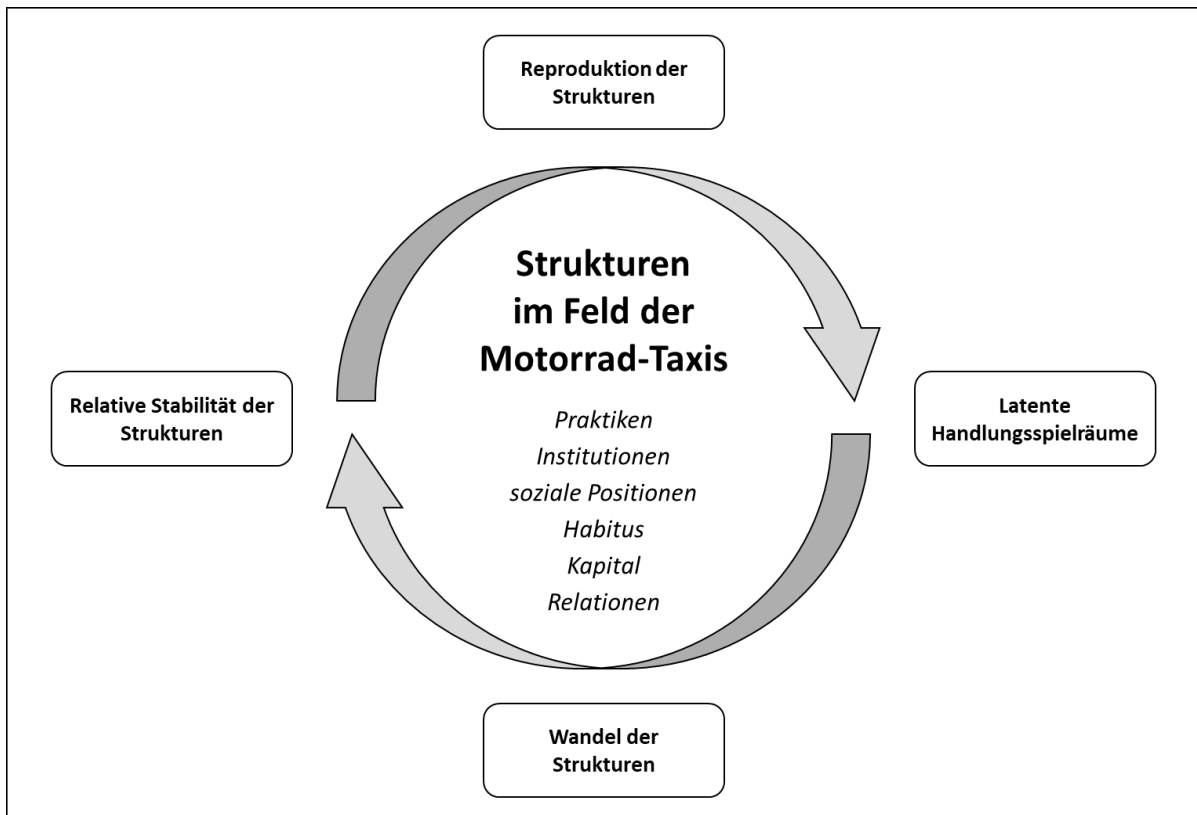 Reproduktion der
Strukturen
Strukturen
im Feld der
Motorrad-Taxis
Relative Stabilität der
Strukturen
Latente
Handlungsspielräume
Praktiken
Institutionen
soziale Positionen
Habitus
Kapital
Relationen
Wandel der
Strukturen